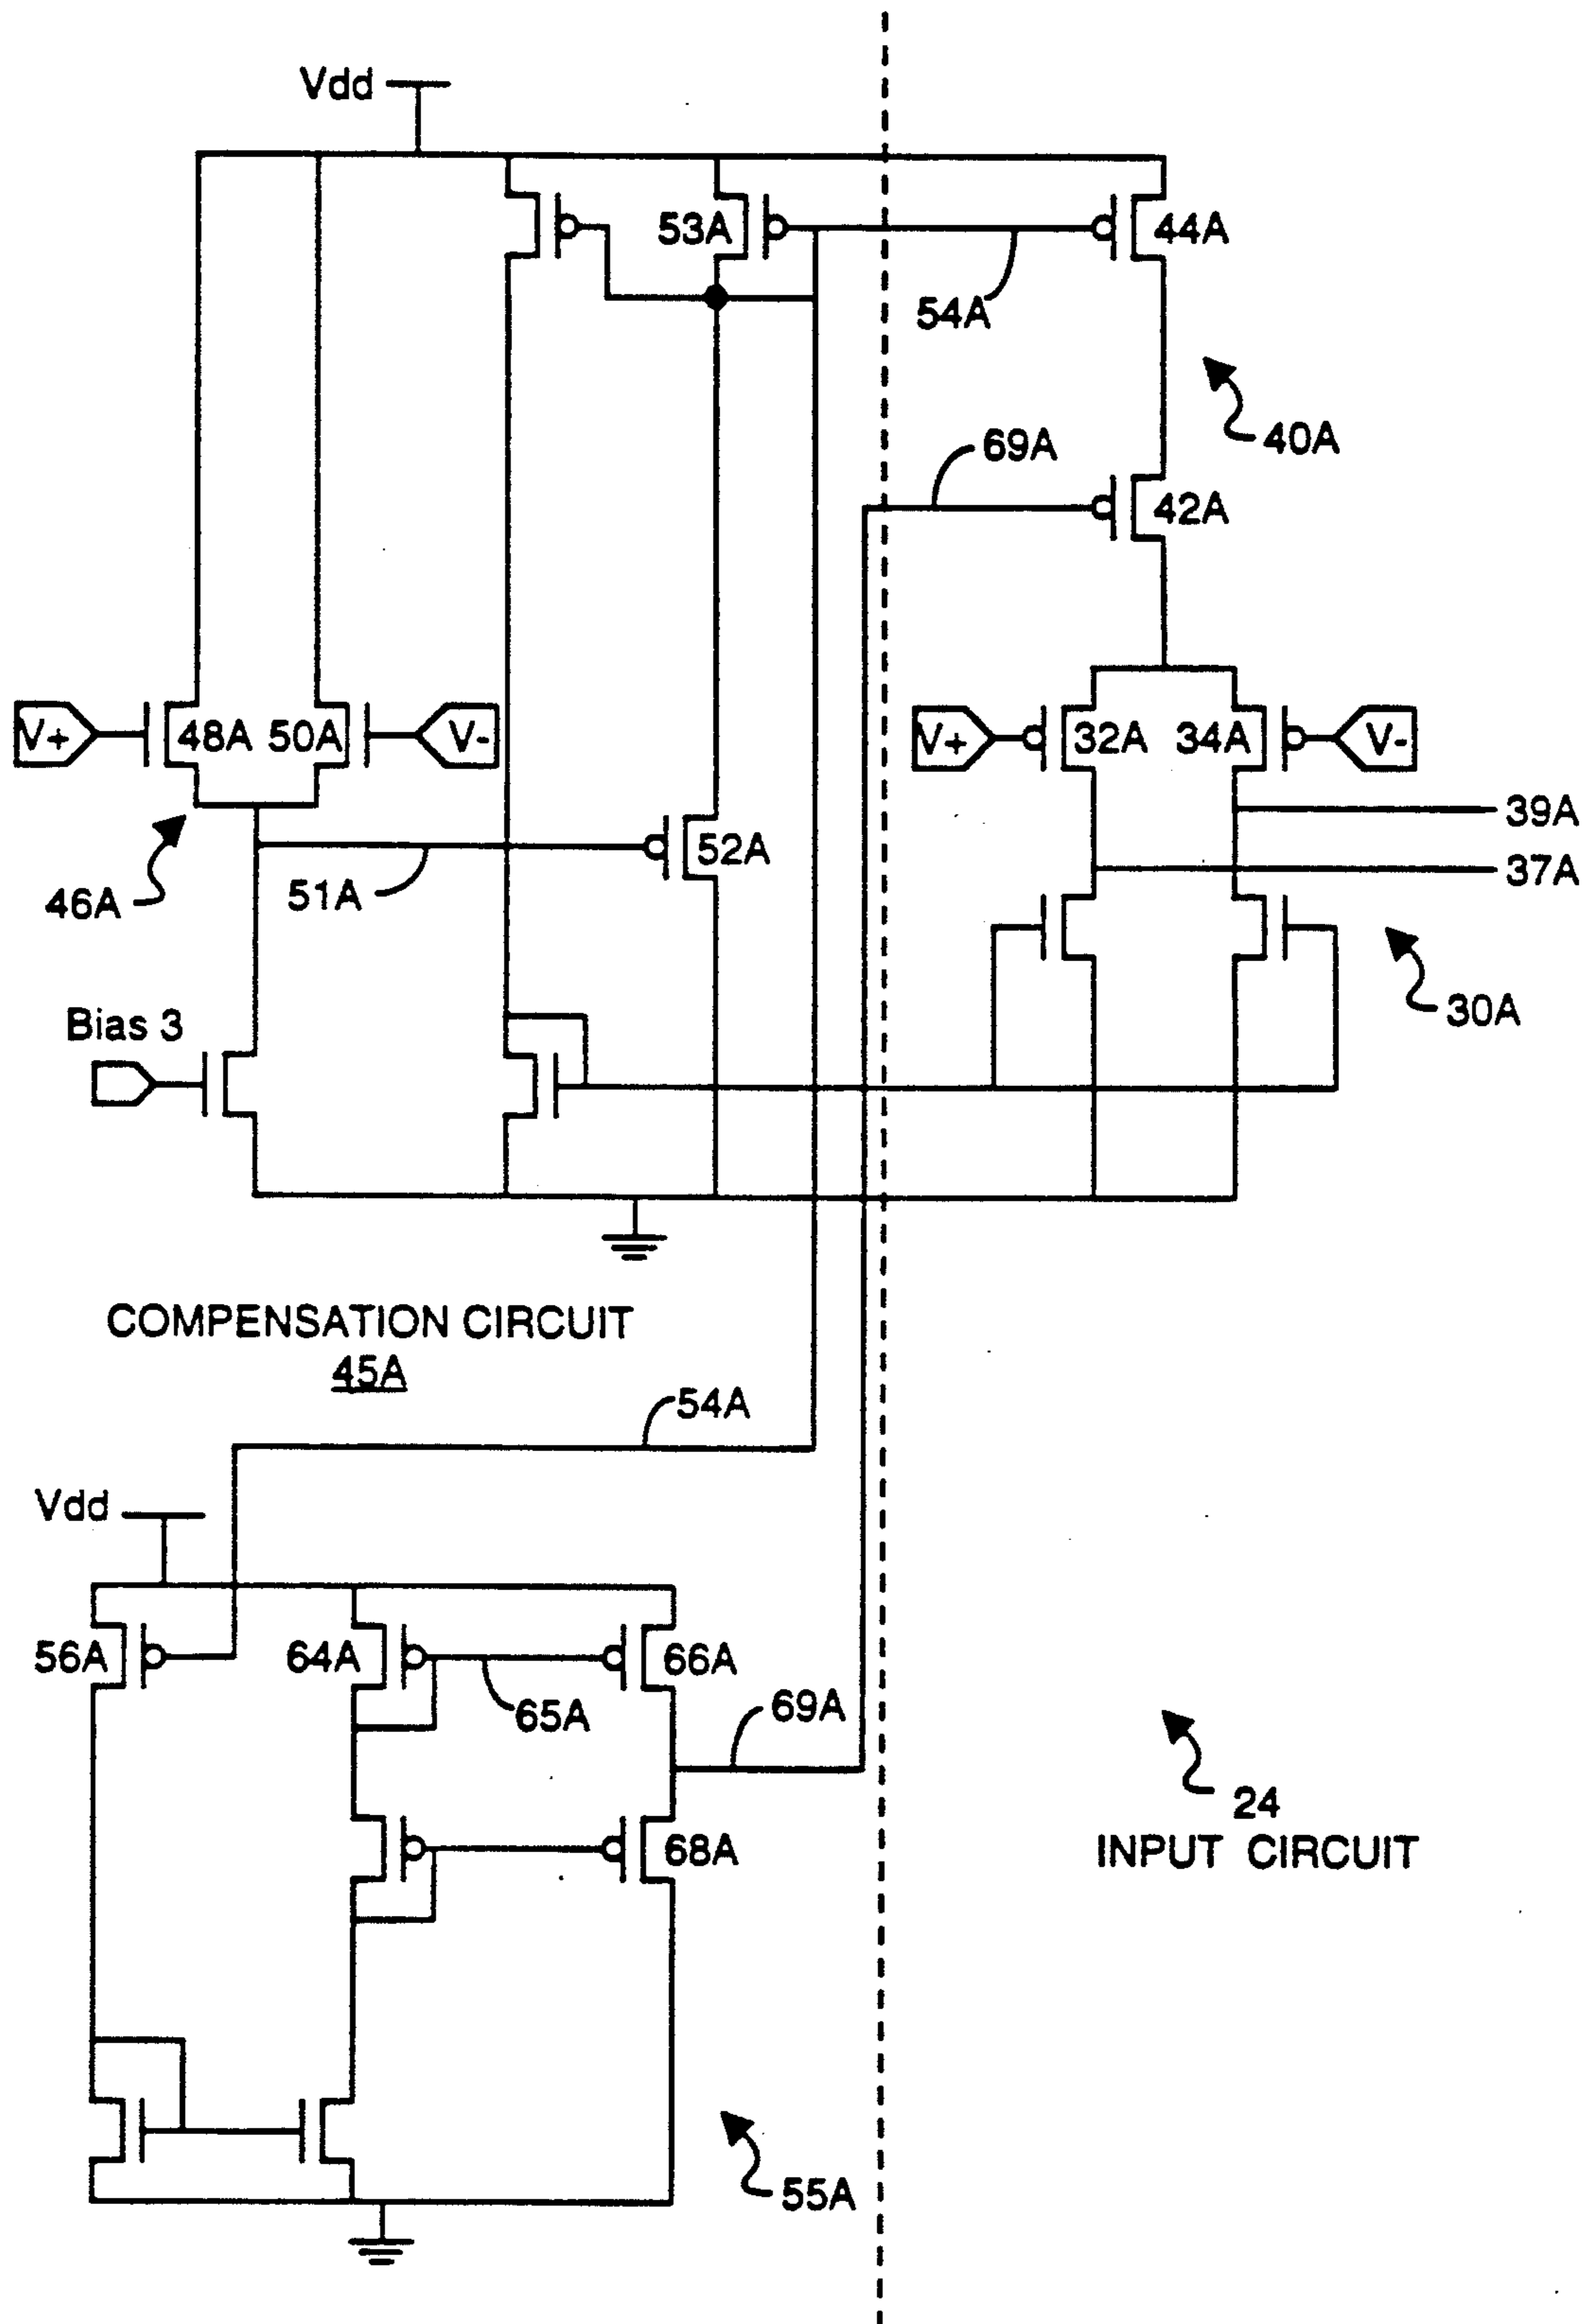 Vdd
53A
44A
54A
69A
40A
42A
V+
48A
50A
V-
V+
32A
34A
V-
39A
52A
37A
46A
51A
Bias 3
30A
COMPENSATION CIRCUIT
45A
54A
Vdd
56A
64A
66A
65A
69A
24
INPUT CIRCUIT
68A
55A